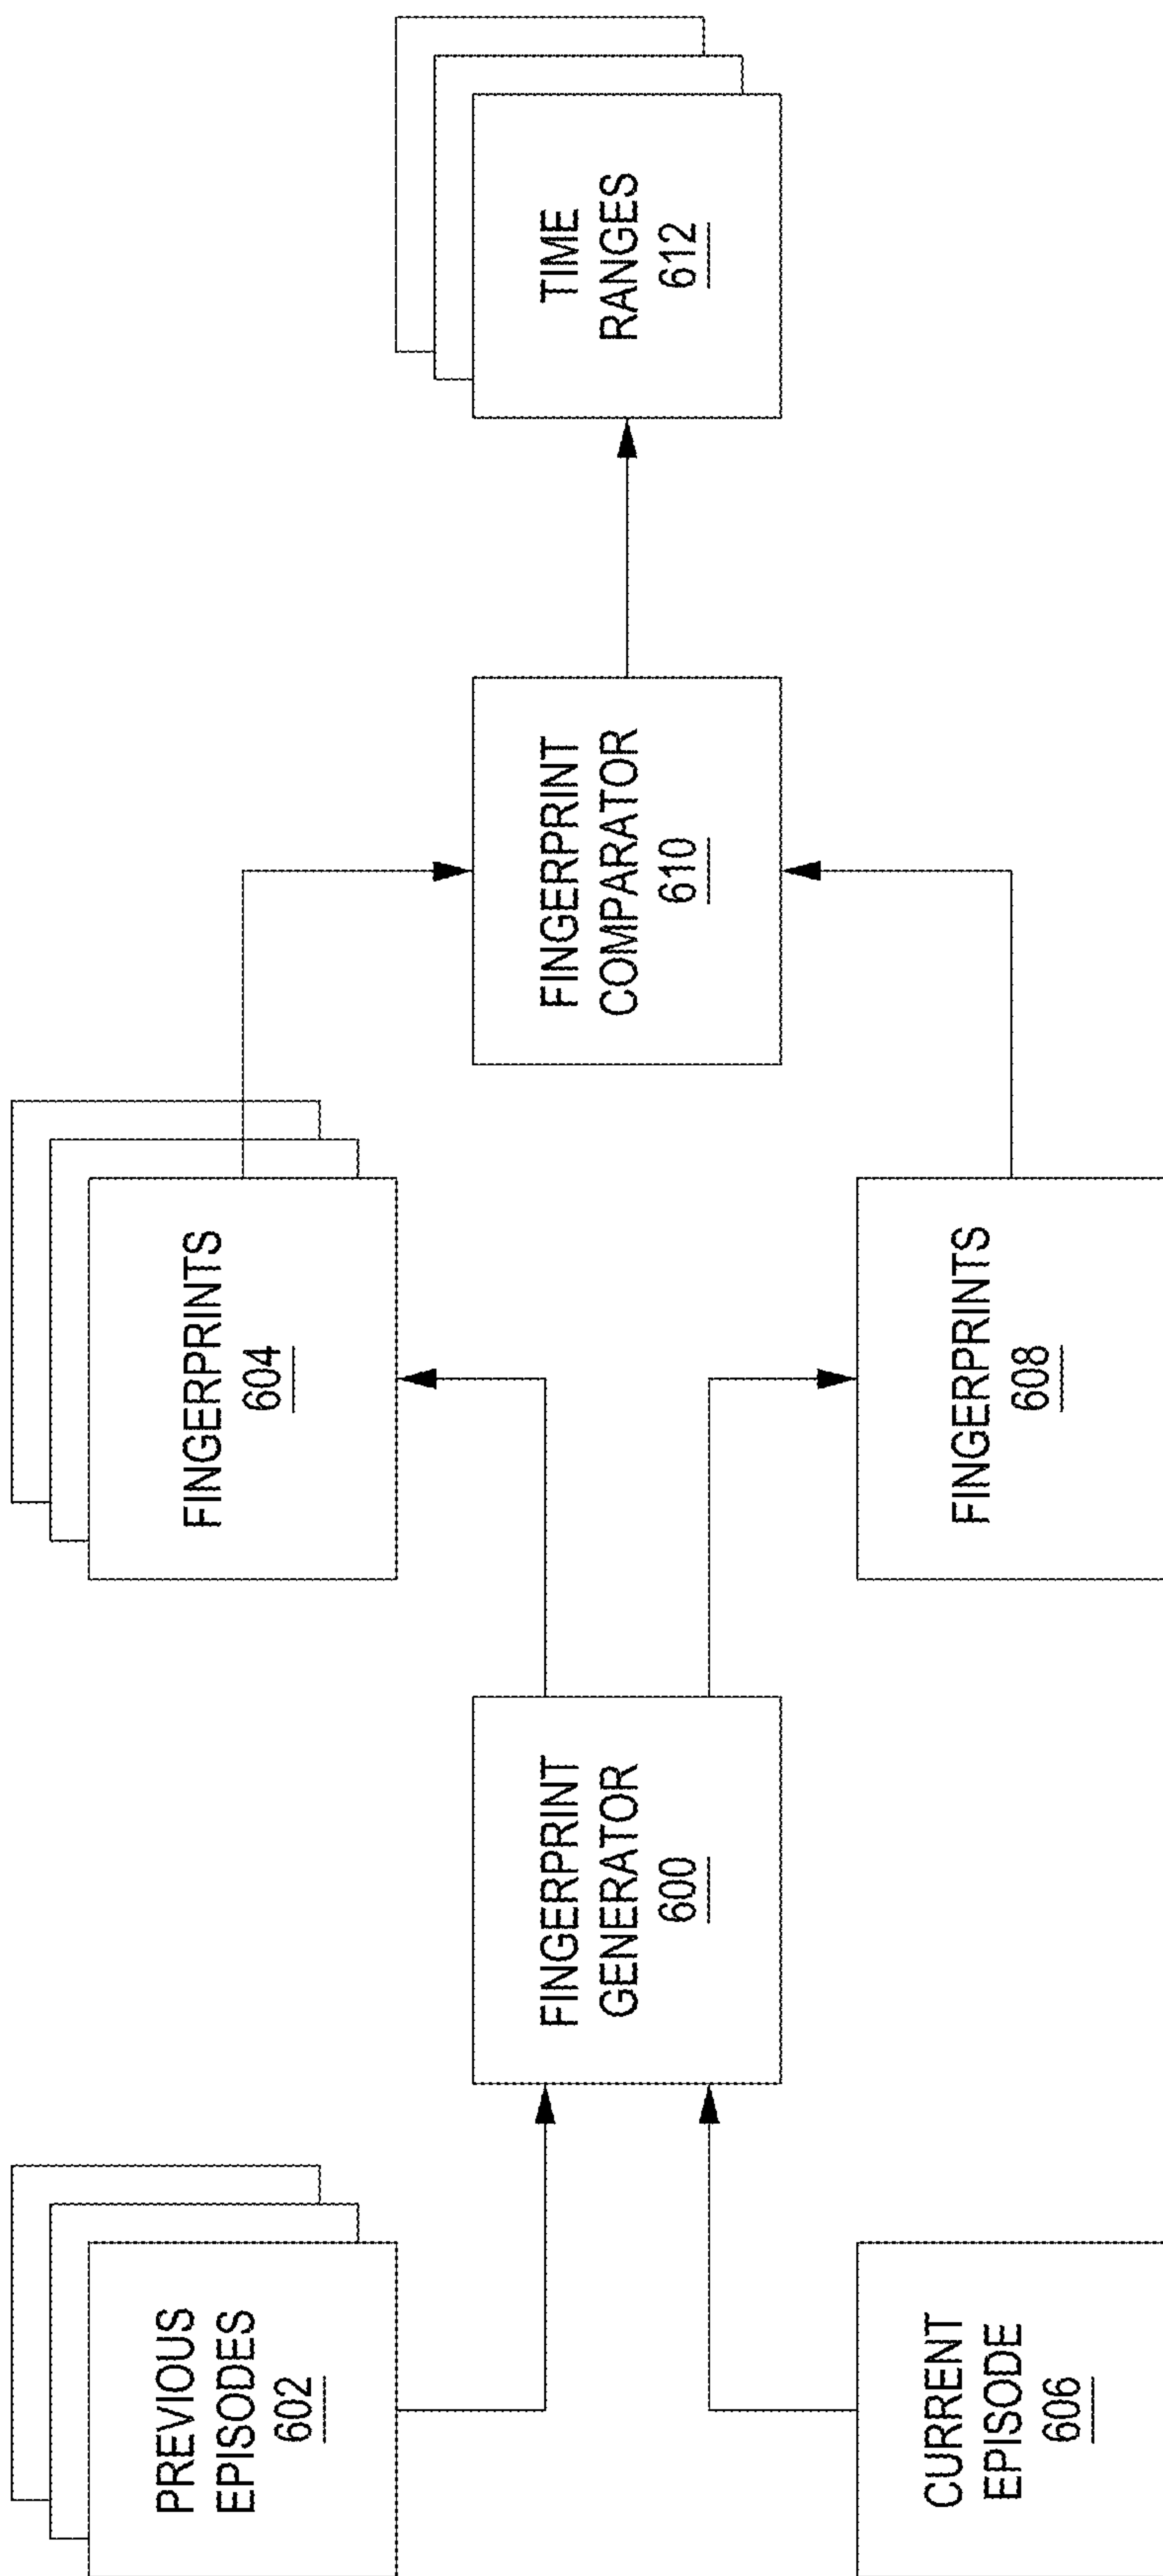 PREVIOUS
EPISODES
602
CURRENT
EPISODE
606
FINGERPRINT
GENERATOR
600
FINGERPRINTS
604
FINGERPRINTS
608
FINGERPRINT
COMPARATOR
610
TIME
RANGES
612